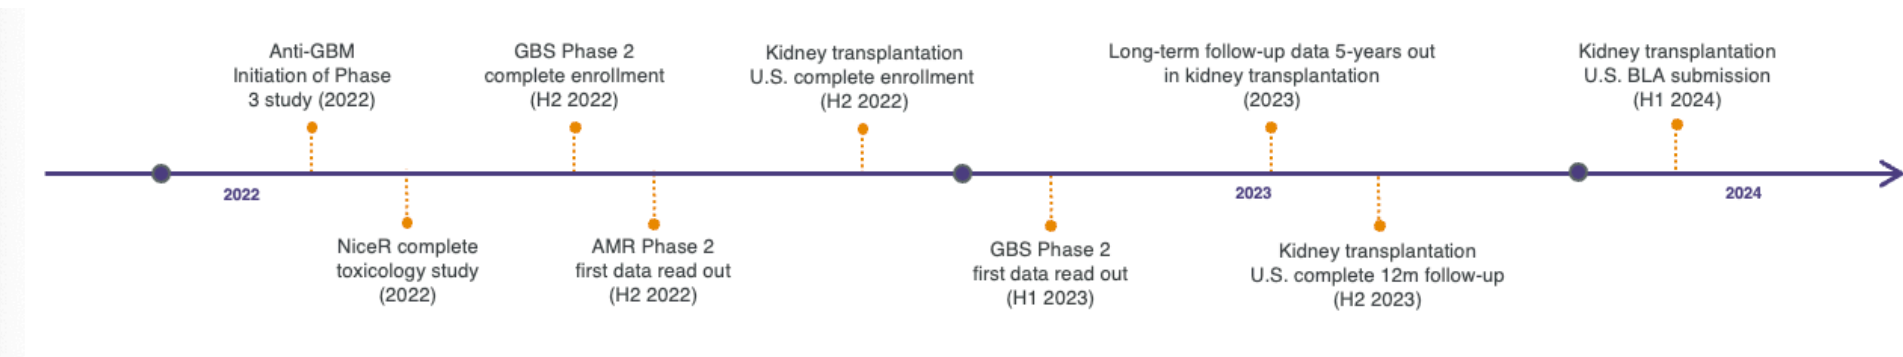 Anti-GBM
Initiation of Phase
3 study (2022)
GBS Phase 2
complete enrollment
(H2 2022)
Kidney transplantation
U.S. complete enrollment
(H2 2022)
Long-term follow-up data 5-years out
in kidney transplantation
(2023)
Kidney transplantation
U.S. BLA submission
(H1 2024)
2022
2023
2024
NiceR complete
toxicology study
(2022)
AMR Phase 2
first data read out
(H2 2022)
GBS Phase 2
first data read out
(H1 2023)
Kidney transplantation
U.S. complete 12m follow-up
(H2 2023)